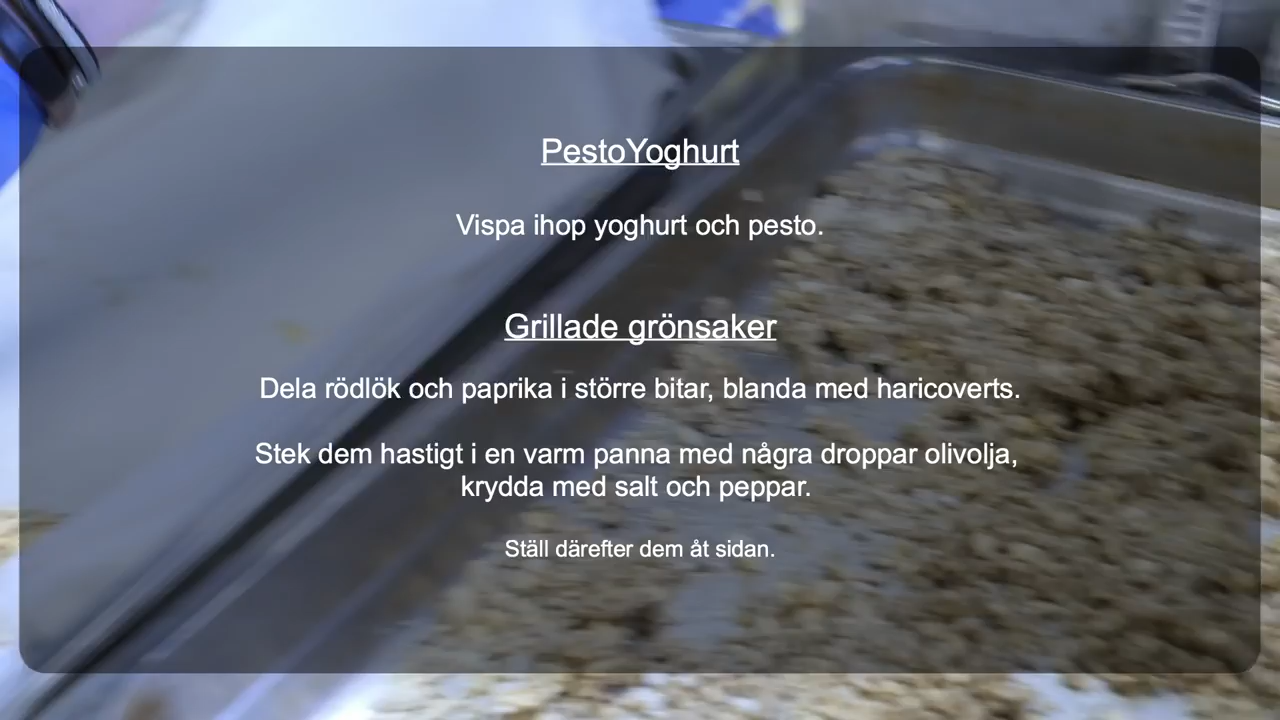 PestoYoghurt
Vispa ihop yoghurt och pesto.
Grillade grönsaker
Dela rödlök och paprika i större bitar, blanda med haricoverts.
Stek dem hastigt i en varm panna med några droppar olivolja,
krydda med salt och peppar.
Ställ därefter dem åt sidan.